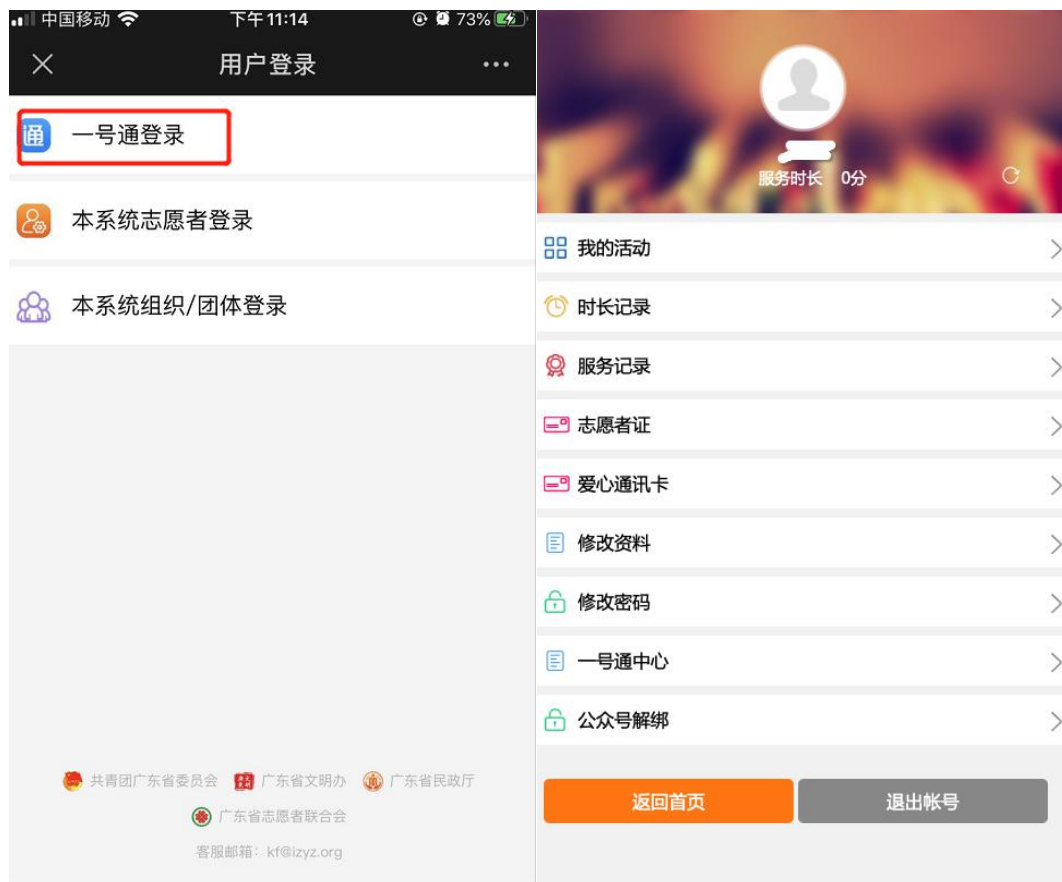 中国移动 下午11:14 73%
用户登录
通 一号通登录
本系统志愿者登录
本系统组织/团体登录
共青团广东省委员会 广东省文明办 广东省民政厅
广东省志愿者联合会
客服邮箱：kf@izyz.org
服务时长 0分
我的活动
时长记录
服务记录
志愿者证
爱心通讯卡
修改资料
修改密码
一号通中心
公众号解绑
返回首页 退出帐号